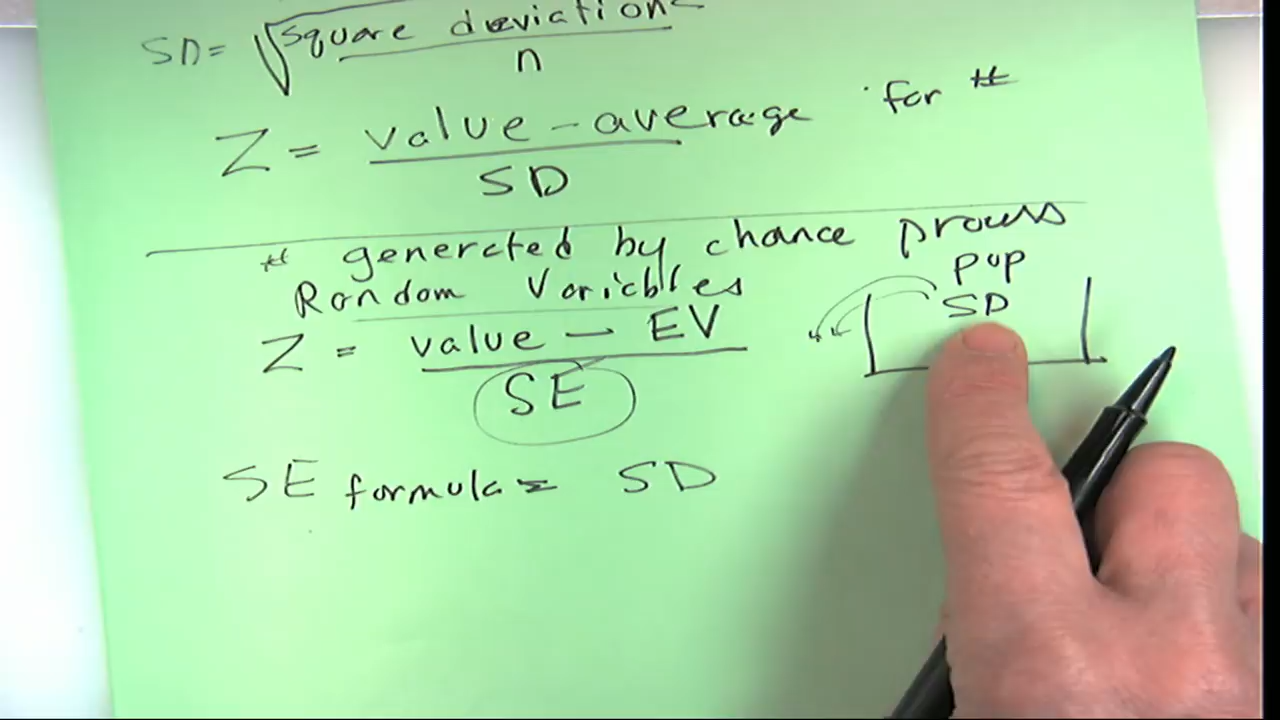 SD = √square deviations
n
Z = value - average for #
SD
# generated by chance process
pop
Random Variables
SD
Z = value - EV
SE
SE formula = SD